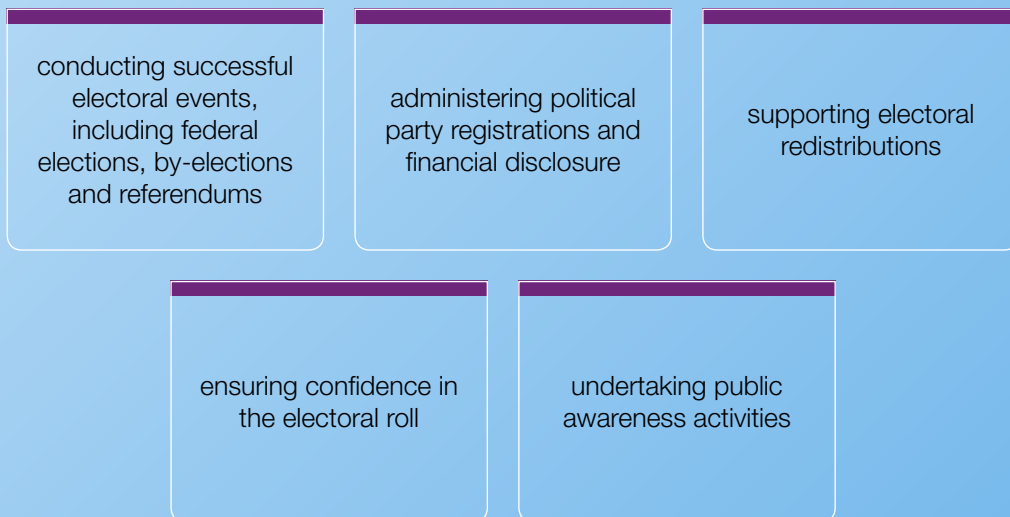 conducting successful
electoral events,
including federal
elections, by-elections
and referendums
administering political
party registrations and
financial disclosure
supporting electoral
redistributions
ensuring confidence in
the electoral roll
undertaking public
awareness activities